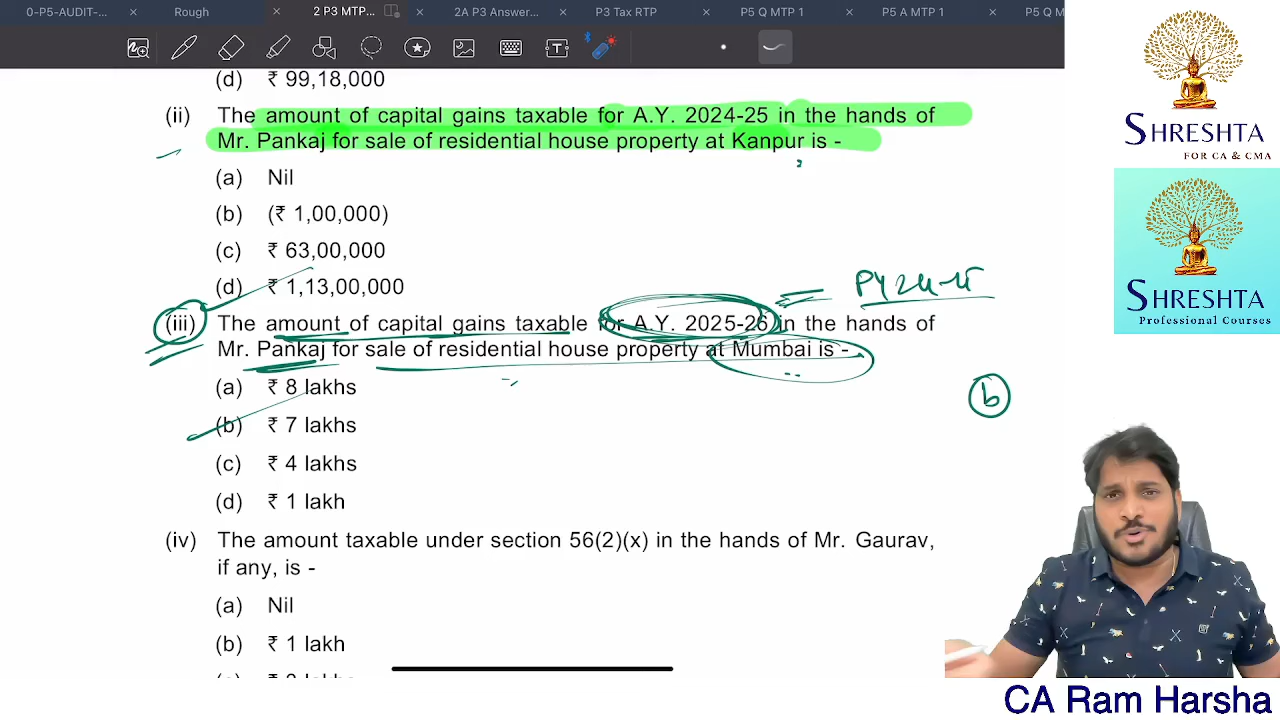 0-P5-AUDIT-...
Rough
2 P3 MTP...
2A P3 Answer...
P3 Tax RTP
P5 Q MTP 1
P5 A MTP 1
P5 Q M
(d) ₹ 99,18,000
(ii) The amount of capital gains taxable for A.Y. 2024-25 in the hands of
Mr. Pankaj for sale of residential house property at Kanpur is -
(a) Nil
(b) (₹ 1,00,000)
(c) ₹ 63,00,000
(d) ₹ 1,13,00,000
PY 24-25
(iii) The amount of capital gains taxable for A.Y. 2025-26 in the hands of
Mr. Pankaj for sale of residential house property at Mumbai is -
(a) ₹ 8 lakhs
b
(b) ₹ 7 lakhs
(c) ₹ 4 lakhs
(d) ₹ 1 lakh
(iv) The amount taxable under section 56(2)(x) in the hands of Mr. Gaurav,
if any, is -
(a) Nil
(b) ₹ 1 lakh
SHRESHTA
FOR CA & CMA
SHRESHTA
Professional Courses
CA Ram Harsha